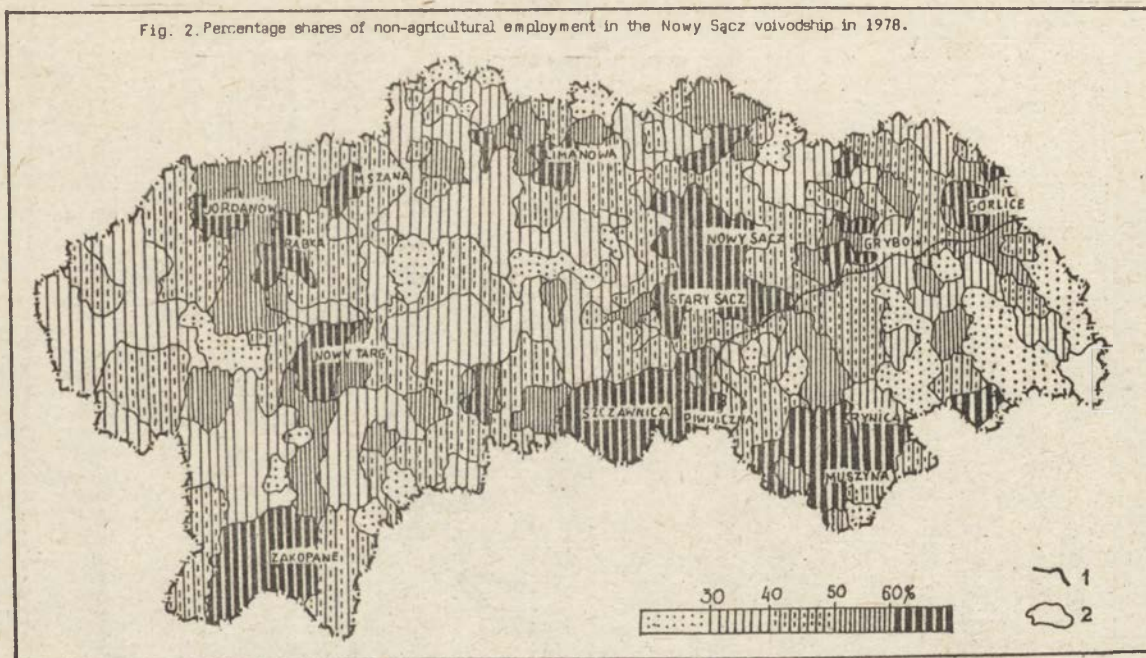 Fig. 2. Percentage shares of non-agricultural employment in the Nowy Sącz voivodship in 1978.
LIMANOWA
MSZANA D
JORDANÓW
GORLICE
RABKA
NOWY SĄCZ
GRYBÓW
STARY SĄCZ
NOWY TARG
SZCZAWNICA
PIWNICZNA
KRYNICA
MUSZYNA
ZAKOPANE
30 40 50 60%
1
2